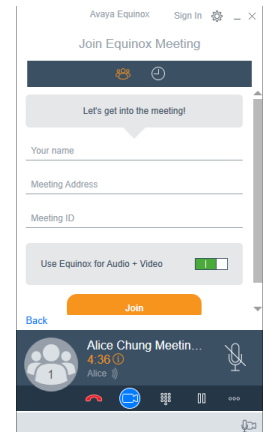 Avaya Equinox Sign In
Join Equinox Meeting
Let's get into the meeting!
Your name
Meeting Address
Meeting ID
Use Equinox for Audio + Video
Join
Back
Alice Chung Meetin...
4:36
1
Alice